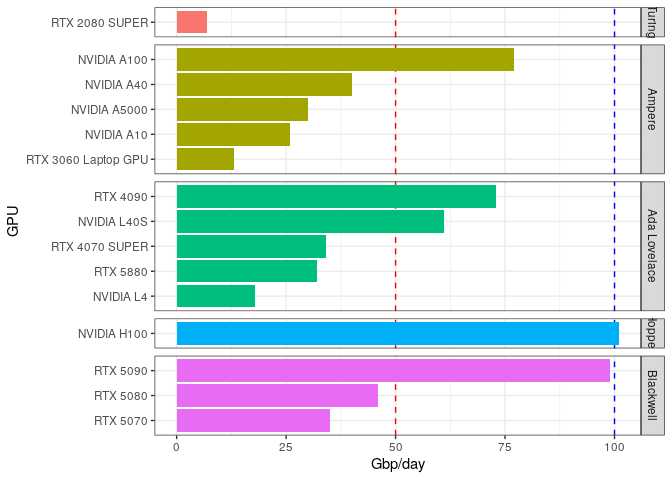 RTX 2080 SUPER
Turing
NVIDIA A100
NVIDIA A40
NVIDIA A5000
NVIDIA A10
RTX 3060 Laptop GPU
Ampere
RTX 4090
NVIDIA L40S
RTX 4070 SUPER
RTX 5880
NVIDIA L4
Ada Lovelace
NVIDIA H100
RTX 5090
RTX 5080
RTX 5070
Blackwell
GPU
0 25 50 75 100
Gbp/day